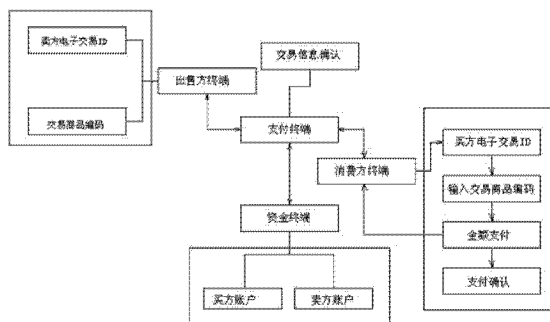 卖方电子交易ID
交易信息确认
出售方终端
交易商品编码
支付终端
买方电子交易ID
消费方终端
输入交易商品编码
资金终端
金额支付
支付确认
买方账户
卖方账户